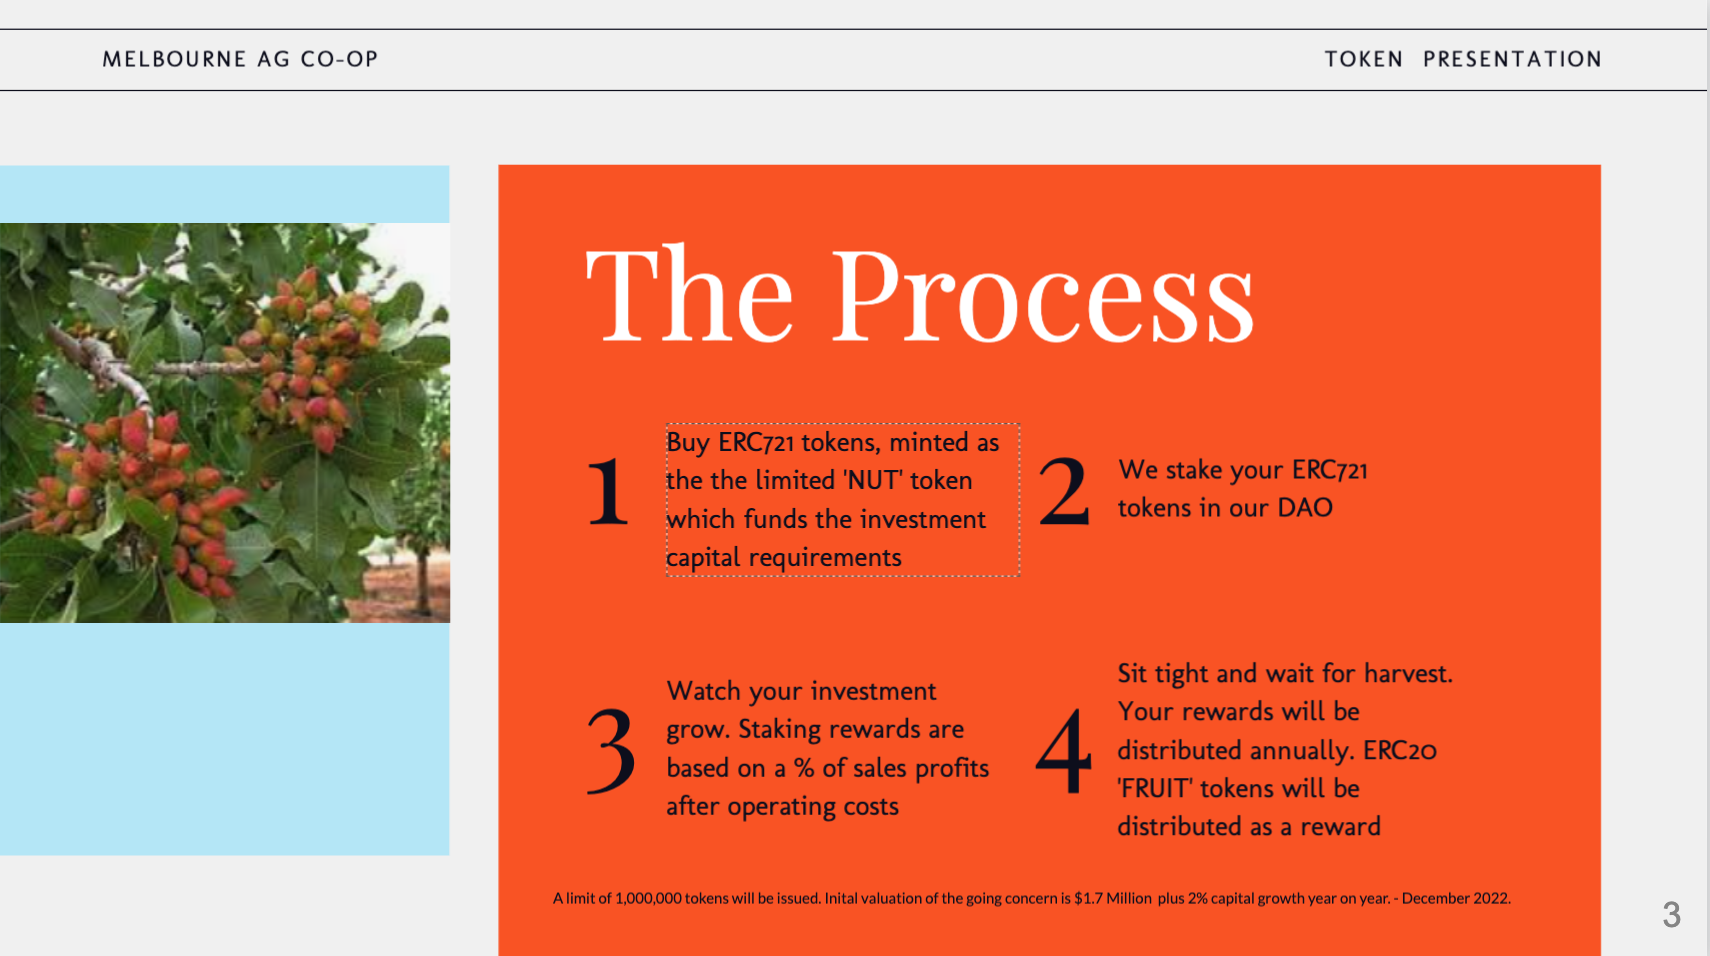 MELBOURNE AG CO-OP
TOKEN PRESENTATION
The Process
1
Buy ERC721 tokens, minted as
the the limited 'NUT' token
which funds the investment
capital requirements
2
We stake your ERC721
tokens in our DAO
3
Watch your investment
grow. Staking rewards are
based on a % of sales profits
after operating costs
4
Sit tight and wait for harvest.
Your rewards will be
distributed annually. ERC20
'FRUIT' tokens will be
distributed as a reward
A limit of 1,000,000 tokens will be issued. Inital valuation of the going concern is $1.7 Million plus 2% capital growth year on year. - December 2022.
3